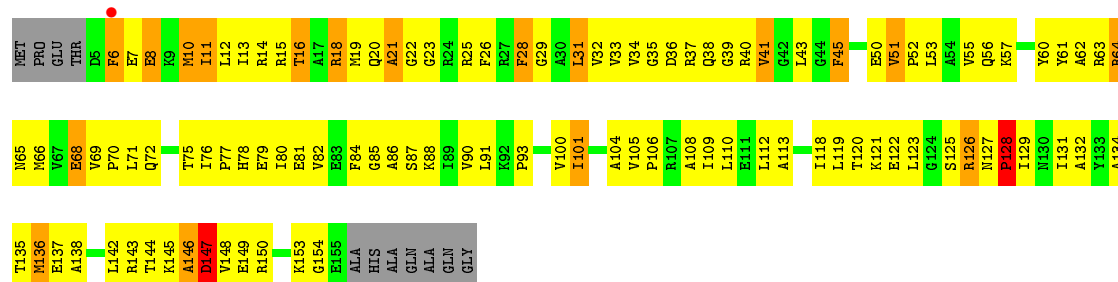 MET PRO GLU THR D5 F6 E7 E8 K9 M10 I11 L12 I13 R14 R15 T16 A17 R18 M19 Q20 A21 G22 G23 R24 R25 F26 R27 F28 G29 A30 L31 V32 V33 V34 G35 D36 R37 Q38 G39 R40 V41 G42 L43 G44 F45 E50 V51 P52 L53 A54 V55 Q56 K57 Y60 Y61 A62 R63 R64
N65 M66 V67 E68 V69 P70 L71 Q72 T75 I76 P77 H78 E79 I80 E81 V82 E83 F84 G85 A86 S87 K88 I89 V90 L91 K92 P93 V100 I101 A104 V105 P106 R107 A108 I109 L110 E111 L112 A113 I118 L119 T120 K121 E122 L123 G124 S125 R126 N127 P128 I129 N130 I131 A132 Y133 A134
T135 M136 E137 A138 L142 R143 T144 K145 A146 D147 V148 E149 R150 K153 G154 E155 ALA HIS ALA GLN ALA GLN GLY